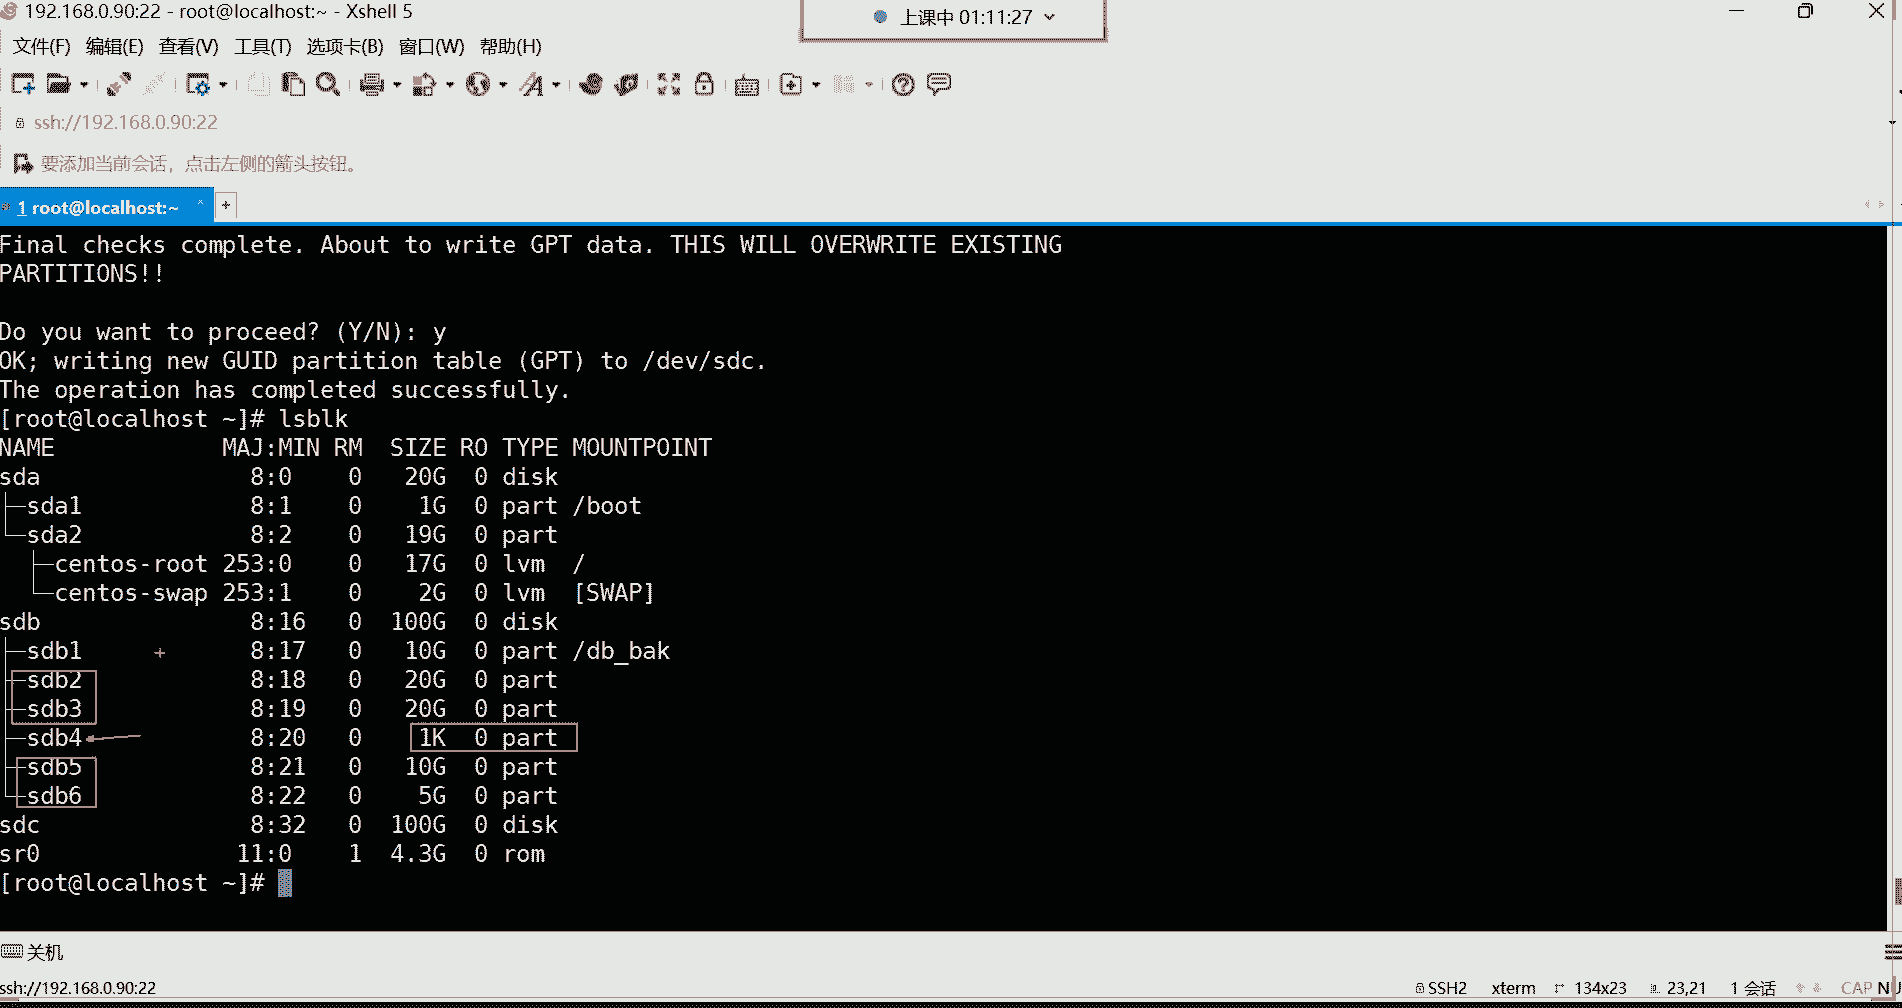 192.168.0.90:22 - root@localhost:~ - Xshell 5
上课中 01:11:27
文件(F) 编辑(E) 查看(V) 工具(T) 选项卡(B) 窗口(W) 帮助(H)
ssh://192.168.0.90:22
要添加当前会话，点击左侧的箭头按钮。
1 root@localhost:~
Final checks complete. About to write GPT data. THIS WILL OVERWRITE EXISTING
PARTITIONS!!
Do you want to proceed? (Y/N): y
OK; writing new GUID partition table (GPT) to /dev/sdc.
The operation has completed successfully.
[root@localhost ~]# lsblk
NAME            MAJ:MIN RM  SIZE RO TYPE MOUNTPOINT
sda               8:0    0   20G  0 disk
├─sda1            8:1    0    1G  0 part /boot
└─sda2            8:2    0   19G  0 part
  ├─centos-root 253:0    0   17G  0 lvm  /
  └─centos-swap 253:1    0    2G  0 lvm  [SWAP]
sdb               8:16   0  100G  0 disk
├─sdb1            8:17   0   10G  0 part /db_bak
├─sdb2            8:18   0   20G  0 part
├─sdb3            8:19   0   20G  0 part
├─sdb4            8:20   0    1K  0 part
├─sdb5            8:21   0   10G  0 part
└─sdb6            8:22   0    5G  0 part
sdc               8:32   0  100G  0 disk
sr0              11:0    1  4.3G  0 rom
[root@localhost ~]#
关机
ssh://192.168.0.90:22 SSH2 xterm 134x23 23,21 1 会话 CAP